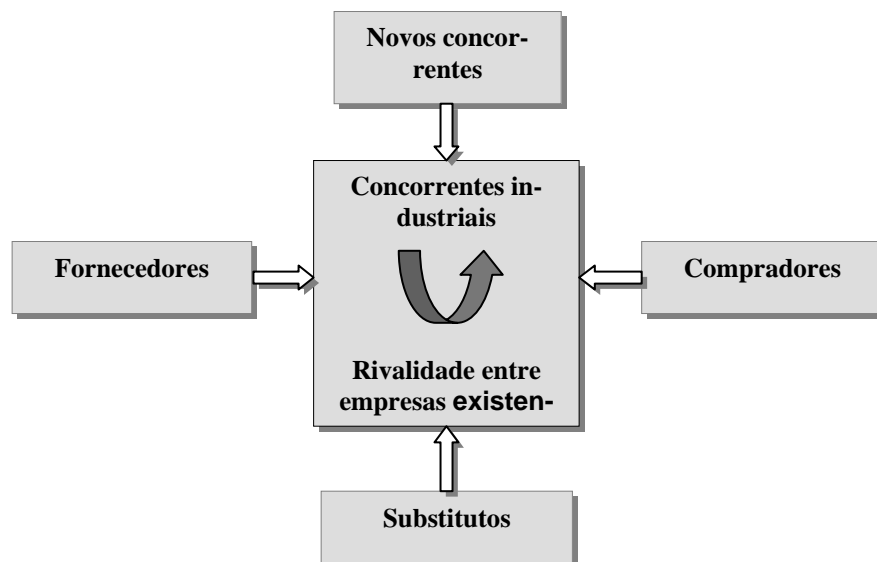 Novos concor-
rentes
Concorrentes in-
dustriais
Fornecedores
Compradores
Rivalidade entre
empresas existen-
Substitutos